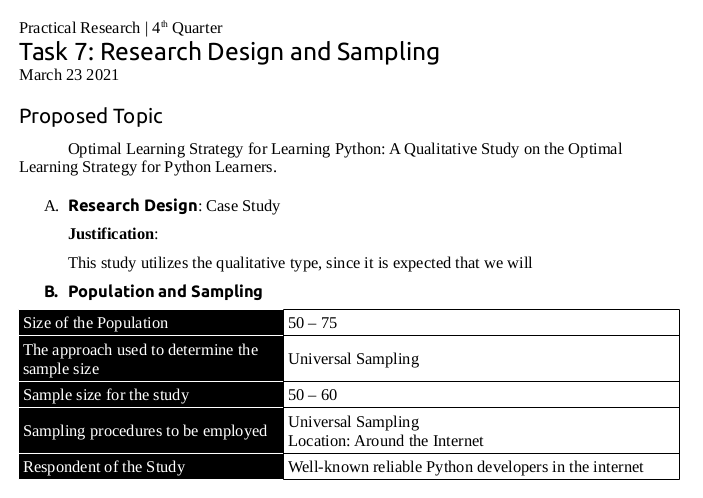 Practical Research | 4th Quarter
Task 7: Research Design and Sampling
March 23 2021
Proposed Topic
Optimal Learning Strategy for Learning Python: A Qualitative Study on the Optimal
Learning Strategy for Python Learners.
A. Research Design: Case Study
Justification:
This study utilizes the qualitative type, since it is expected that we will
B. Population and Sampling
Size of the Population 50 – 75
The approach used to determine the
sample size Universal Sampling
Sample size for the study 50 – 60
Sampling procedures to be employed Universal Sampling
Location: Around the Internet
Respondent of the Study Well-known reliable Python developers in the internet